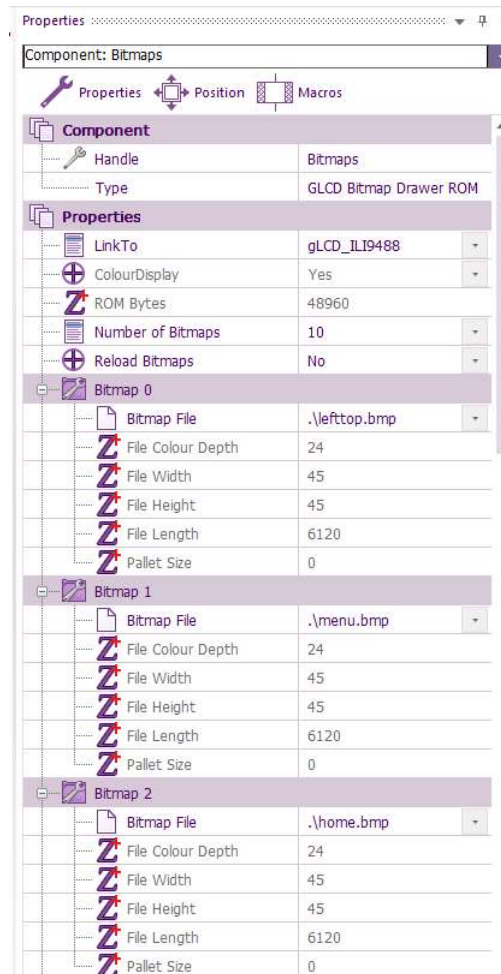 Properties
Component: Bitmaps
Properties Position Macros
Component
Handle Bitmaps
Type GLCD Bitmap Drawer ROM
Properties
LinkTo gLCD_ILI9488
ColourDisplay Yes
ROM Bytes 48960
Number of Bitmaps 10
Reload Bitmaps No
Bitmap 0
Bitmap File .\lefttop.bmp
File Colour Depth 24
File Width 45
File Height 45
File Length 6120
Pallet Size 0
Bitmap 1
Bitmap File .\menu.bmp
File Colour Depth 24
File Width 45
File Height 45
File Length 6120
Pallet Size 0
Bitmap 2
Bitmap File .\home.bmp
File Colour Depth 24
File Width 45
File Height 45
File Length 6120
Pallet Size 0